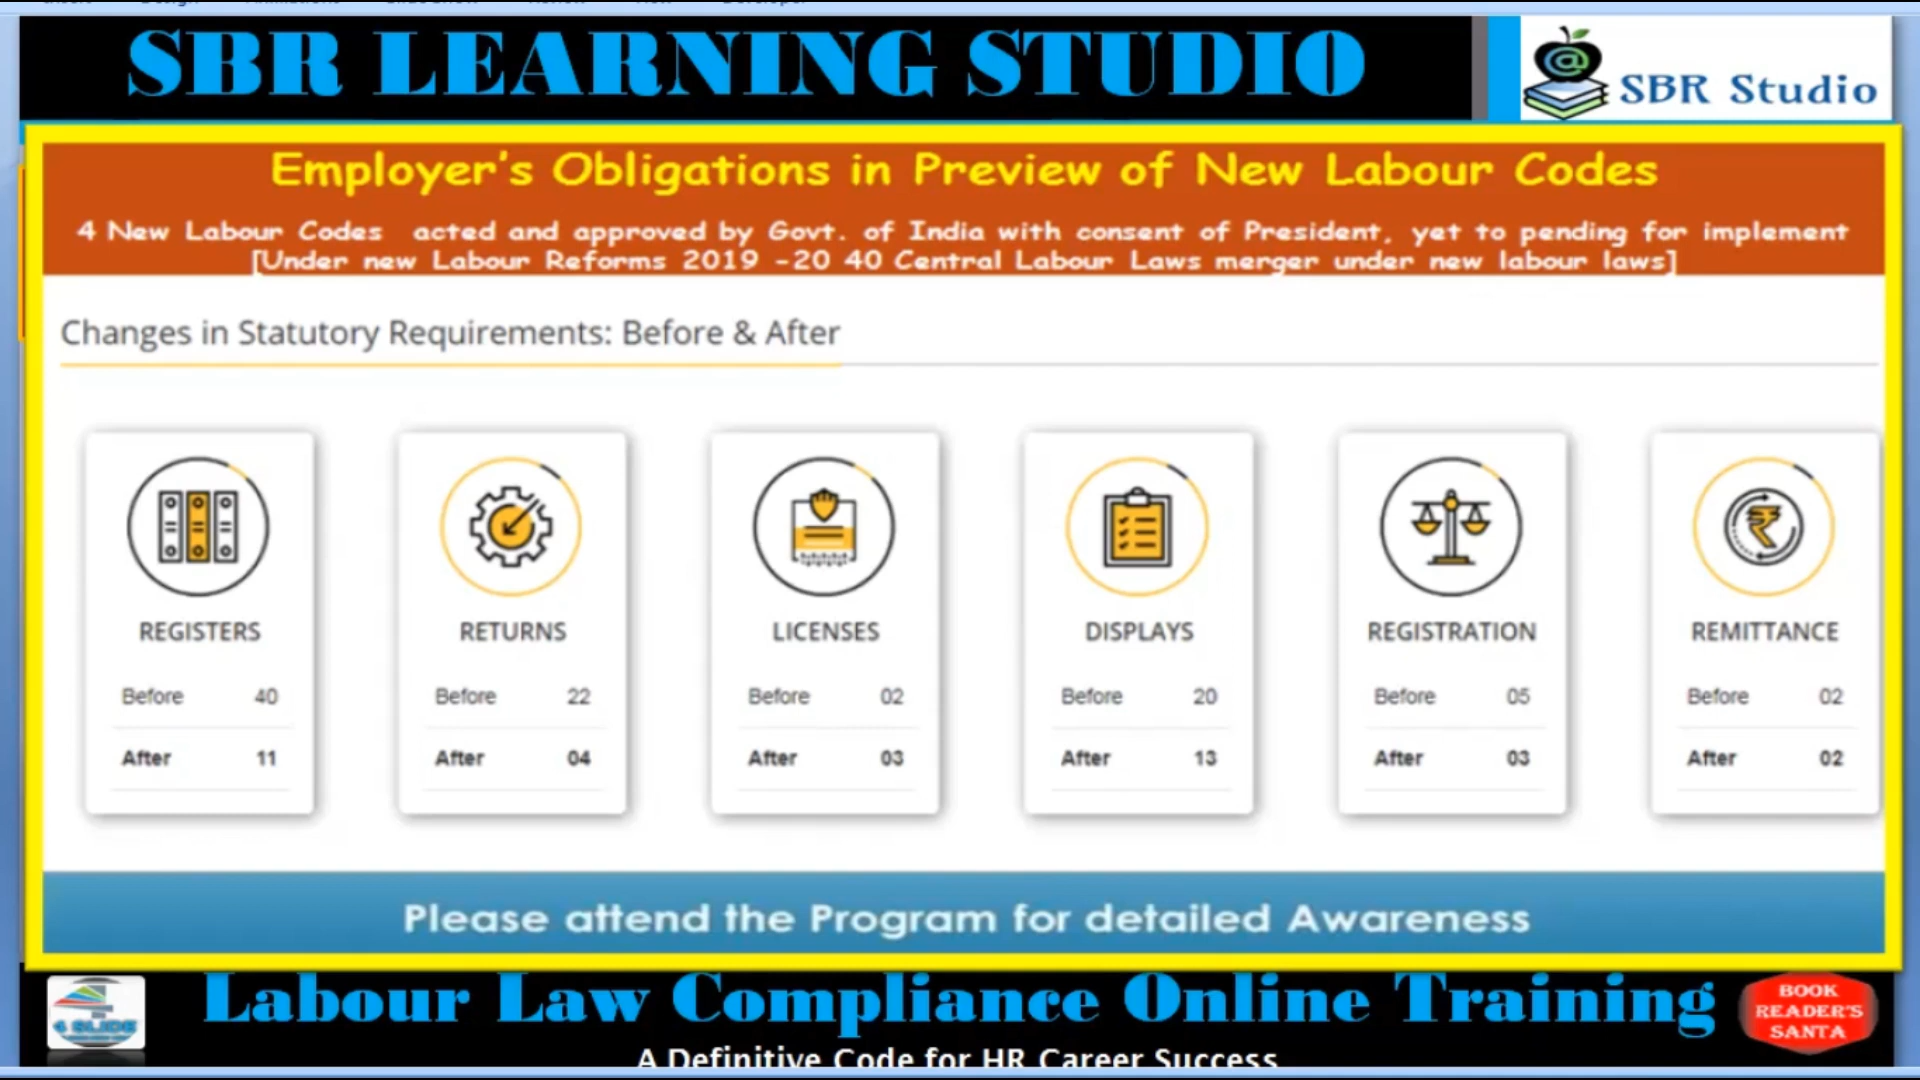 SBR LEARNING STUDIO
@
SBR Studio
Employer's Obligations in Preview of New Labour Codes
4 New Labour Codes acted and approved by Govt. of India with consent of President, yet to pending for implement
[Under new Labour Reforms 2019 -20 40 Central Labour Laws merger under new labour laws]
Changes in Statutory Requirements: Before & After
REGISTERS
Before 40
After 11
RETURNS
Before 22
After 04
LICENSES
Before 02
After 03
DISPLAYS
Before 20
After 13
REGISTRATION
Before 05
After 03
₹
REMITTANCE
Before 02
After 02
Please attend the Program for detailed Awareness
4 SLIDE
Labour Law Compliance Online Training
BOOK
READER'S
SANTA
A Definitive Code for HR Career Success